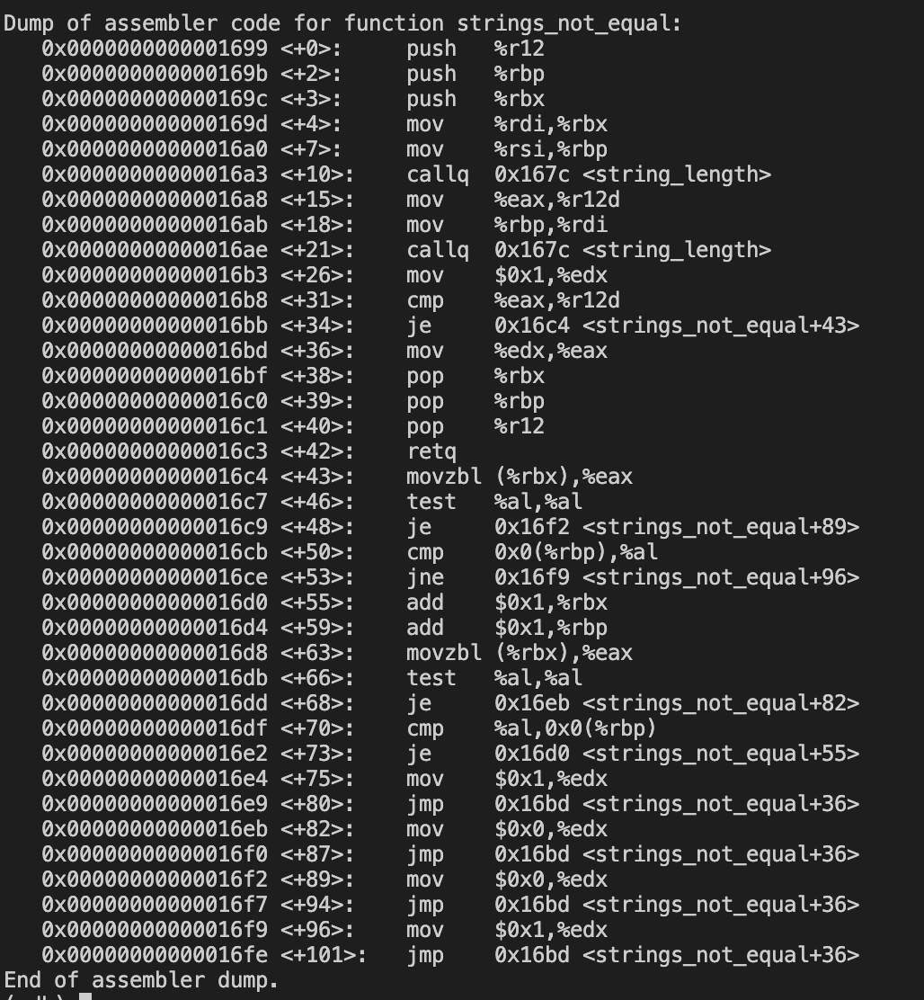 Dump of assembler code for function strings_not_equal:
   0x0000000000001699 <+0>:     push   %r12
   0x000000000000169b <+2>:     push   %rbp
   0x000000000000169c <+3>:     push   %rbx
   0x000000000000169d <+4>:     mov    %rdi,%rbx
   0x00000000000016a0 <+7>:     mov    %rsi,%rbp
   0x00000000000016a3 <+10>:    callq  0x167c <string_length>
   0x00000000000016a8 <+15>:    mov    %eax,%r12d
   0x00000000000016ab <+18>:    mov    %rbp,%rdi
   0x00000000000016ae <+21>:    callq  0x167c <string_length>
   0x00000000000016b3 <+26>:    mov    $0x1,%edx
   0x00000000000016b8 <+31>:    cmp    %eax,%r12d
   0x00000000000016bb <+34>:    je     0x16c4 <strings_not_equal+43>
   0x00000000000016bd <+36>:    mov    %edx,%eax
   0x00000000000016bf <+38>:    pop    %rbx
   0x00000000000016c0 <+39>:    pop    %rbp
   0x00000000000016c1 <+40>:    pop    %r12
   0x00000000000016c3 <+42>:    retq
   0x00000000000016c4 <+43>:    movzbl (%rbx),%eax
   0x00000000000016c7 <+46>:    test   %al,%al
   0x00000000000016c9 <+48>:    je     0x16f2 <strings_not_equal+89>
   0x00000000000016cb <+50>:    cmp    0x0(%rbp),%al
   0x00000000000016ce <+53>:    jne    0x16f9 <strings_not_equal+96>
   0x00000000000016d0 <+55>:    add    $0x1,%rbx
   0x00000000000016d4 <+59>:    add    $0x1,%rbp
   0x00000000000016d8 <+63>:    movzbl (%rbx),%eax
   0x00000000000016db <+66>:    test   %al,%al
   0x00000000000016dd <+68>:    je     0x16eb <strings_not_equal+82>
   0x00000000000016df <+70>:    cmp    %al,0x0(%rbp)
   0x00000000000016e2 <+73>:    je     0x16d0 <strings_not_equal+55>
   0x00000000000016e4 <+75>:    mov    $0x1,%edx
   0x00000000000016e9 <+80>:    jmp    0x16bd <strings_not_equal+36>
   0x00000000000016eb <+82>:    mov    $0x0,%edx
   0x00000000000016f0 <+87>:    jmp    0x16bd <strings_not_equal+36>
   0x00000000000016f2 <+89>:    mov    $0x0,%edx
   0x00000000000016f7 <+94>:    jmp    0x16bd <strings_not_equal+36>
   0x00000000000016f9 <+96>:    mov    $0x1,%edx
   0x00000000000016fe <+101>:   jmp    0x16bd <strings_not_equal+36>
End of assembler dump.